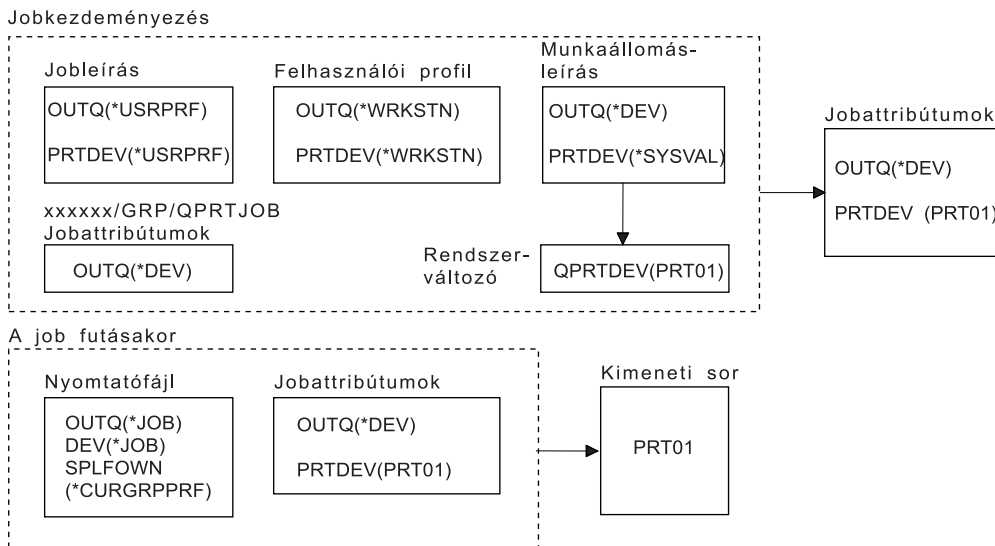 Jobkezdeményezés
Jobleírás
OUTQ(*USRPRF)
PRTDEV(*USRPRF)
Felhasználói profil
OUTQ(*WRKSTN)
PRTDEV(*WRKSTN)
Munkaállomás-
leírás
OUTQ(*DEV)
PRTDEV(*SYSVAL)
Jobattribútumok
OUTQ(*DEV)
PRTDEV (PRT01)
xxxxxx/GRP/QPRTJOB
Jobattribútumok
OUTQ(*DEV)
Rendszer-
változó
QPRTDEV(PRT01)
A job futásakor
Nyomtatófájl
OUTQ(*JOB)
DEV(*JOB)
SPLFOWN
(*CURGRPPRF)
Jobattribútumok
OUTQ(*DEV)
PRTDEV(PRT01)
Kimeneti sor
PRT01